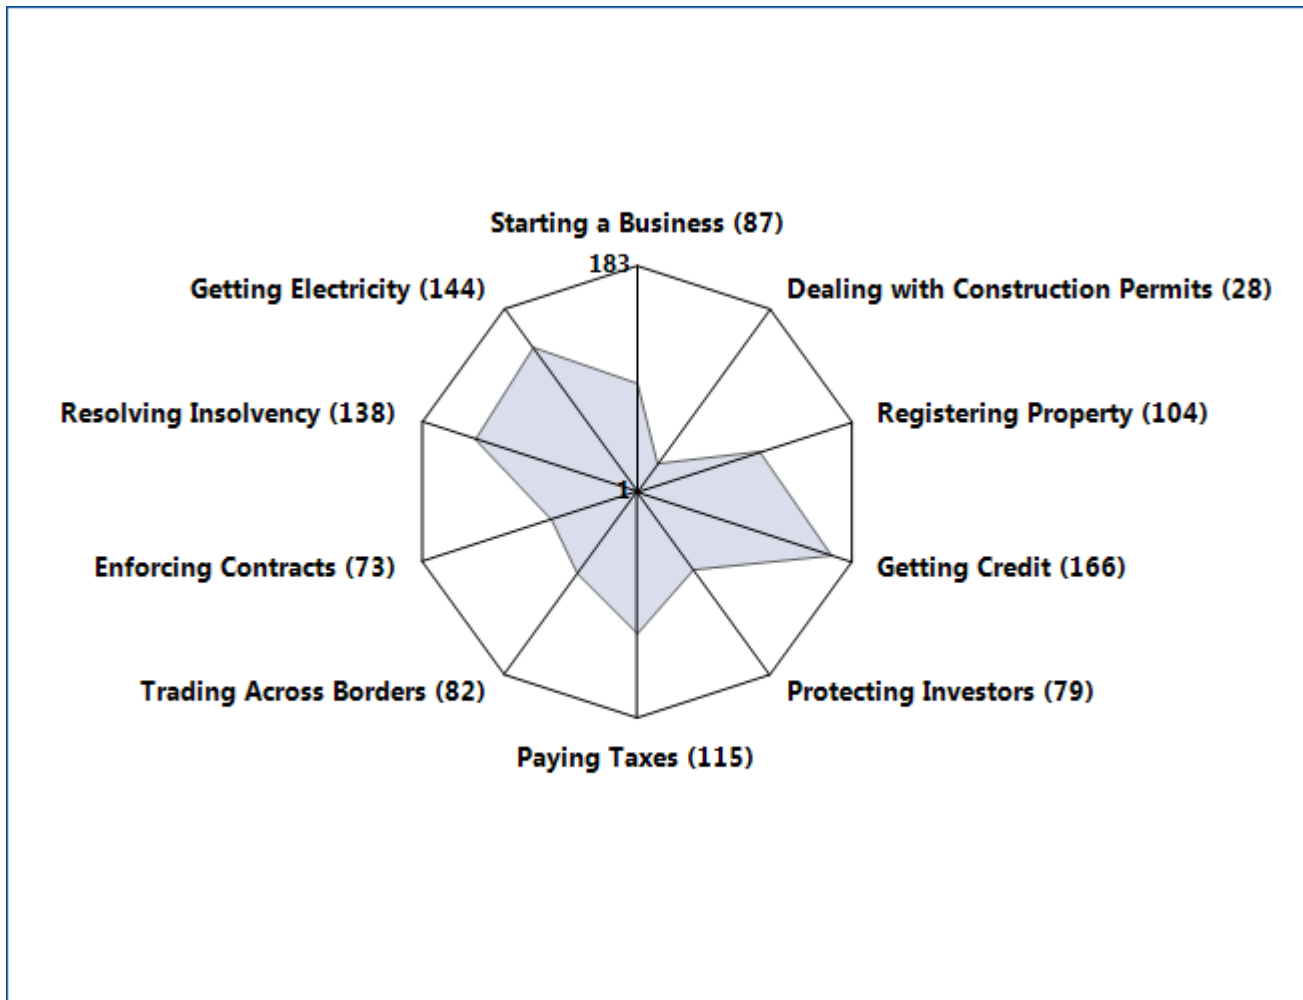 Starting a Business (87)
183
Getting Electricity (144)
Dealing with Construction Permits (28)
Resolving Insolvency (138)
Registering Property (104)
1
Enforcing Contracts (73)
Getting Credit (166)
Trading Across Borders (82)
Protecting Investors (79)
Paying Taxes (115)